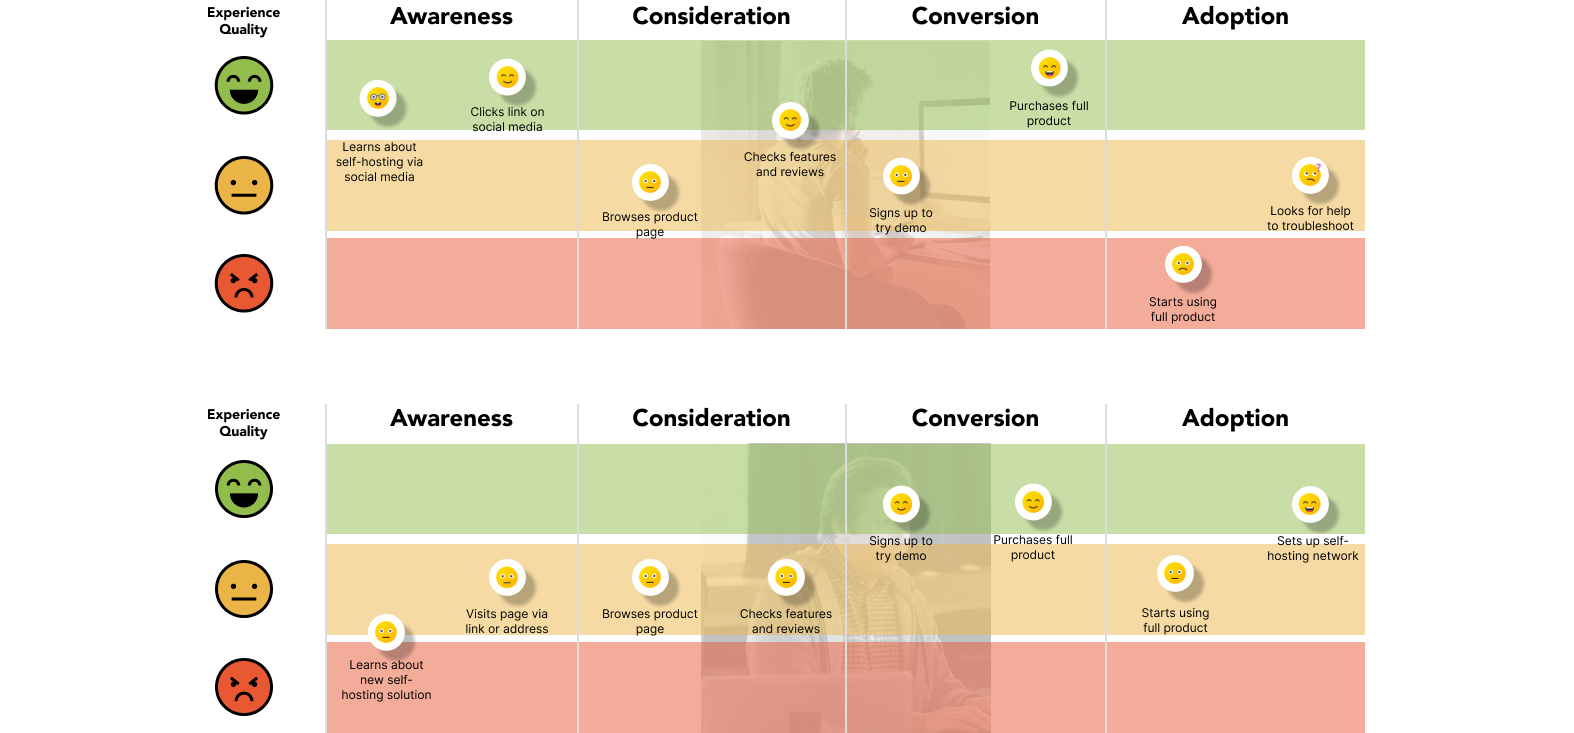 Experience
Quality
Awareness
Consideration
Conversion
Adoption
Learns about
self-hosting via
social media
Clicks link on
social media
Browses product
page
Checks features
and reviews
Signs up to
try demo
Purchases full
product
Starts using
full product
Looks for help
to troubleshoot
Experience
Quality
Awareness
Consideration
Conversion
Adoption
Learns about
new self-
hosting solution
Visits page via
link or address
Browses product
page
Checks features
and reviews
Signs up to
try demo
Purchases full
product
Starts using
full product
Sets up self-
hosting network